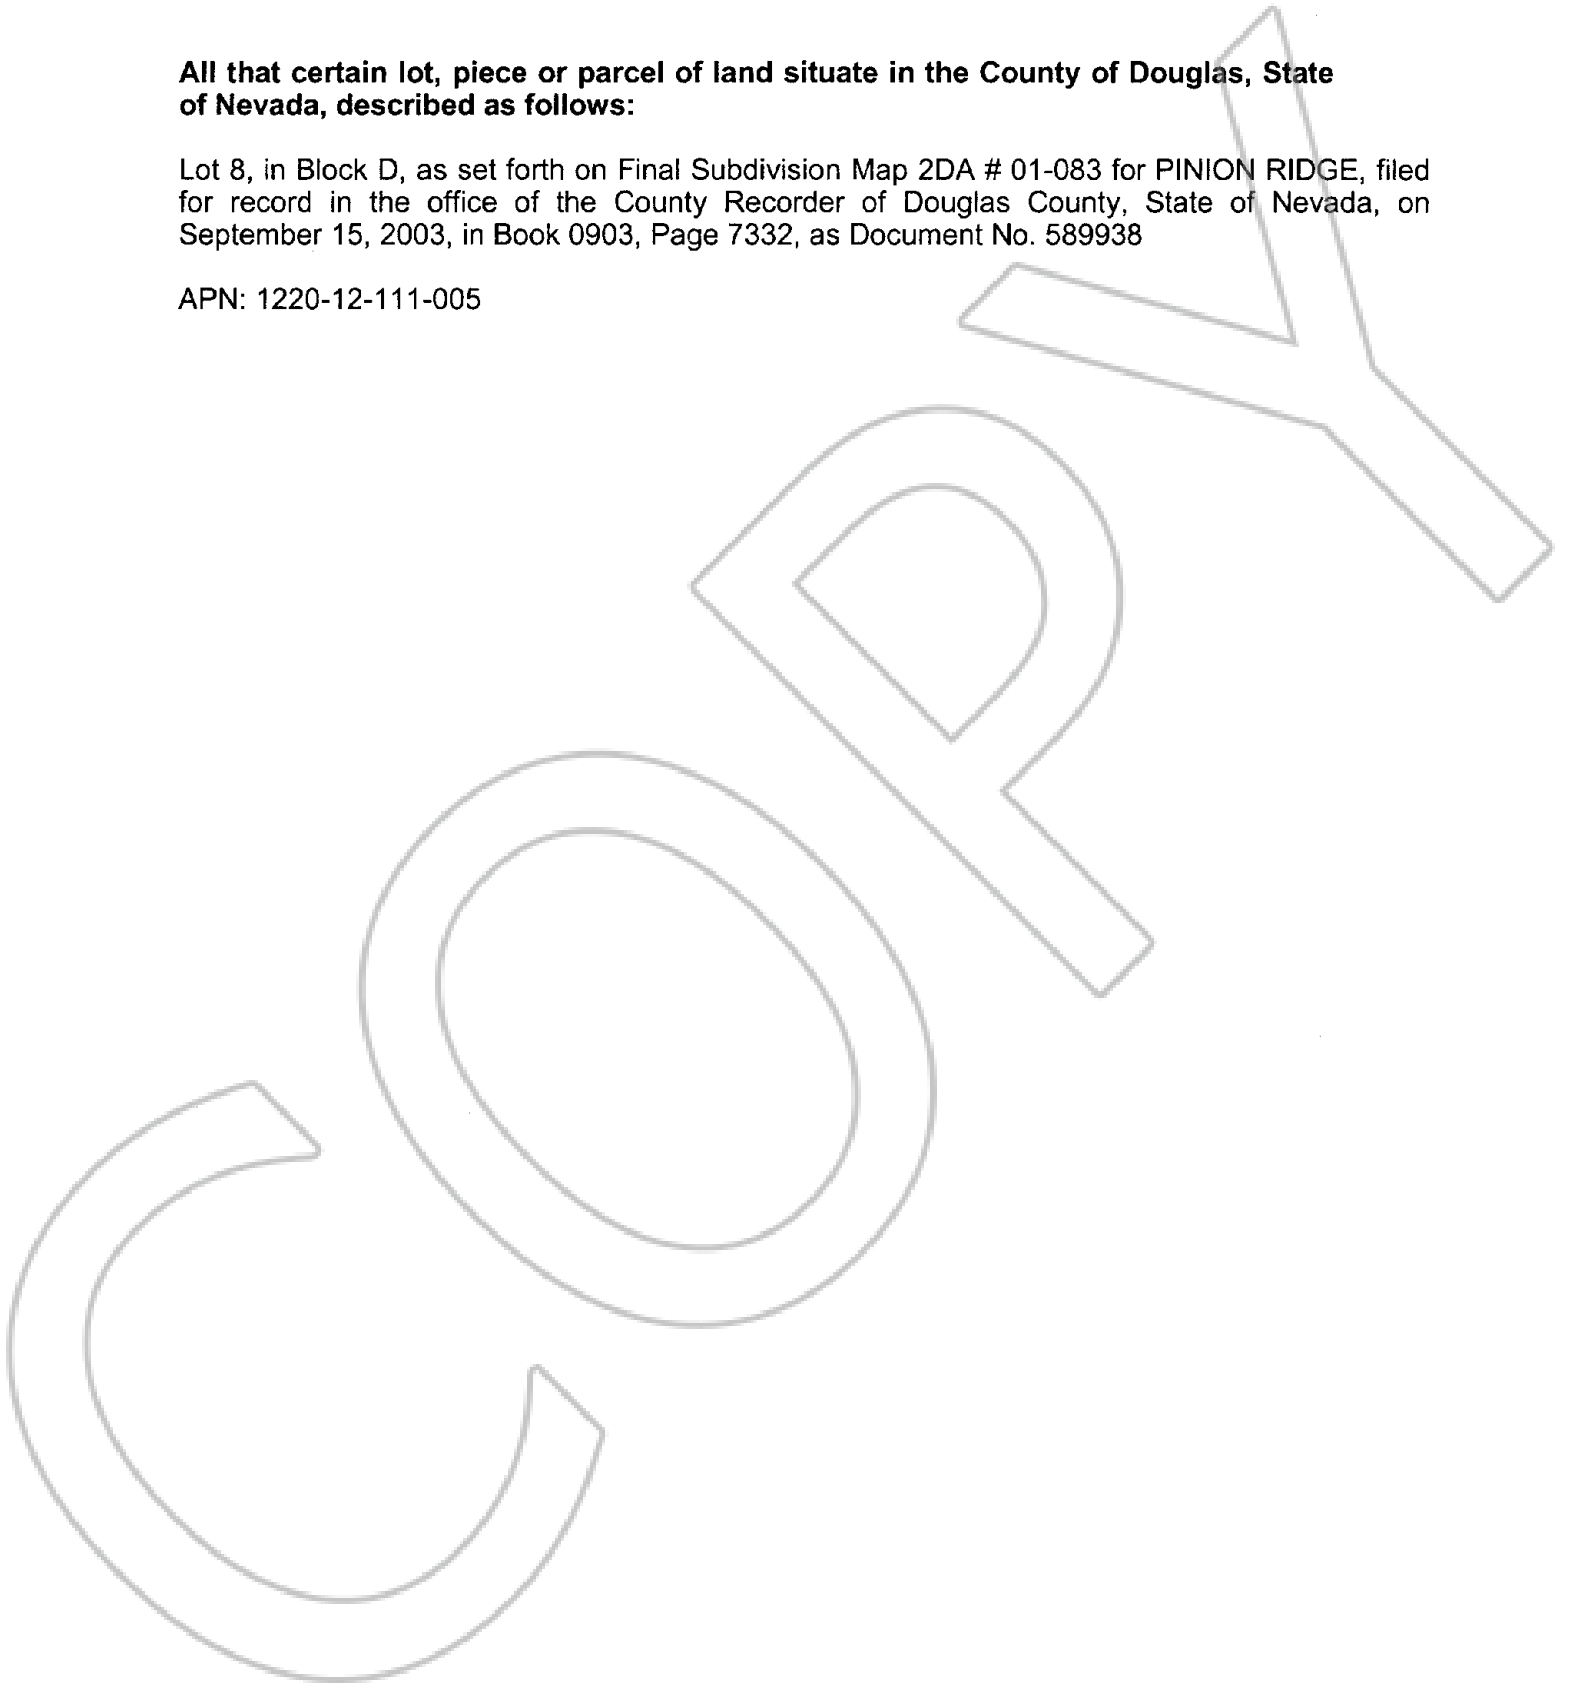 All that certain lot, piece or parcel of land situate in the County of Douglas, State
of Nevada, described as follows:
Lot 8, in Block D, as set forth on Final Subdivision Map 2DA # 01-083 for PINION RIDGE, filed
for record in the office of the County Recorder of Douglas County, State of Nevada, on
September 15, 2003, in Book 0903, Page 7332, as Document No. 589938
APN: 1220-12-111-005
COPY